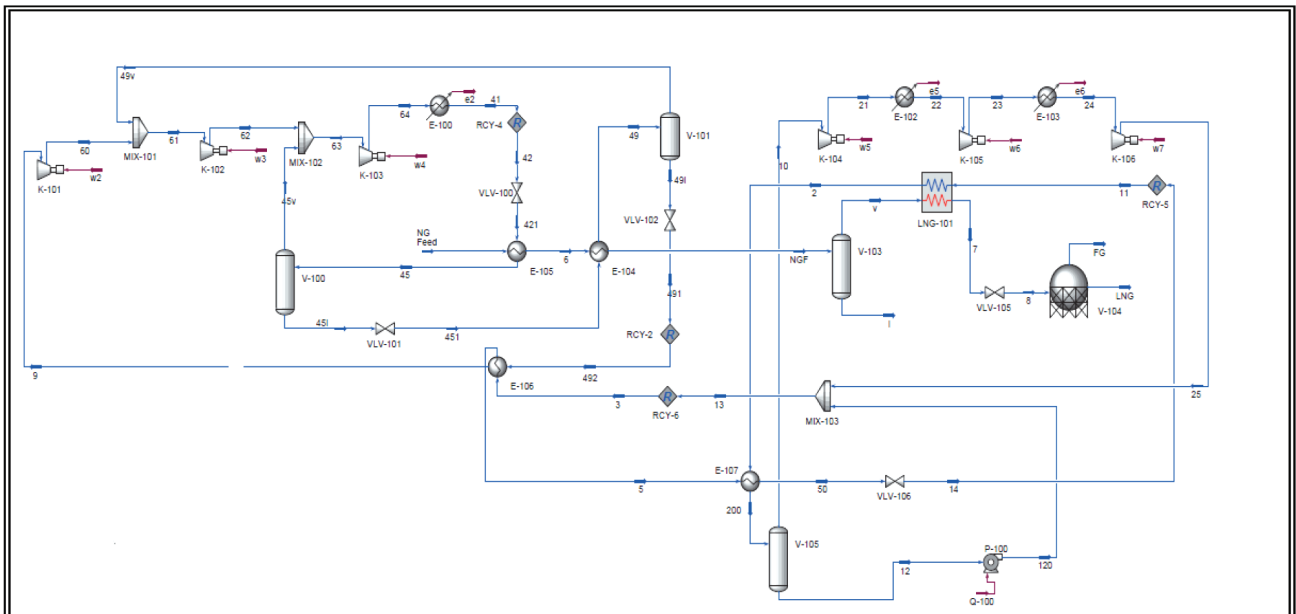 49v
64
e2
41
E-100
RCY-4
60
MIX-101
61
62
K-102
w3
MIX-102
63
K-103
w4
K-101
w2
45v
42
VLV-100
421
49
V-101
49l
VLV-102
21
e5
22
E-102
23
e6
24
E-103
K-104
w5
K-105
w6
K-106
w7
10
2
LNG-101
11
RCY-5
v
7
NG
Feed
E-105
6
E-104
NGF
V-103
VLV-105
8
FG
LNG
V-104
l
V-100
45
45l
VLV-101
451
491
RCY-2
9
E-106
492
3
RCY-6
13
MIX-103
25
5
E-107
50
VLV-106
14
200
V-105
12
P-100
120
Q-100